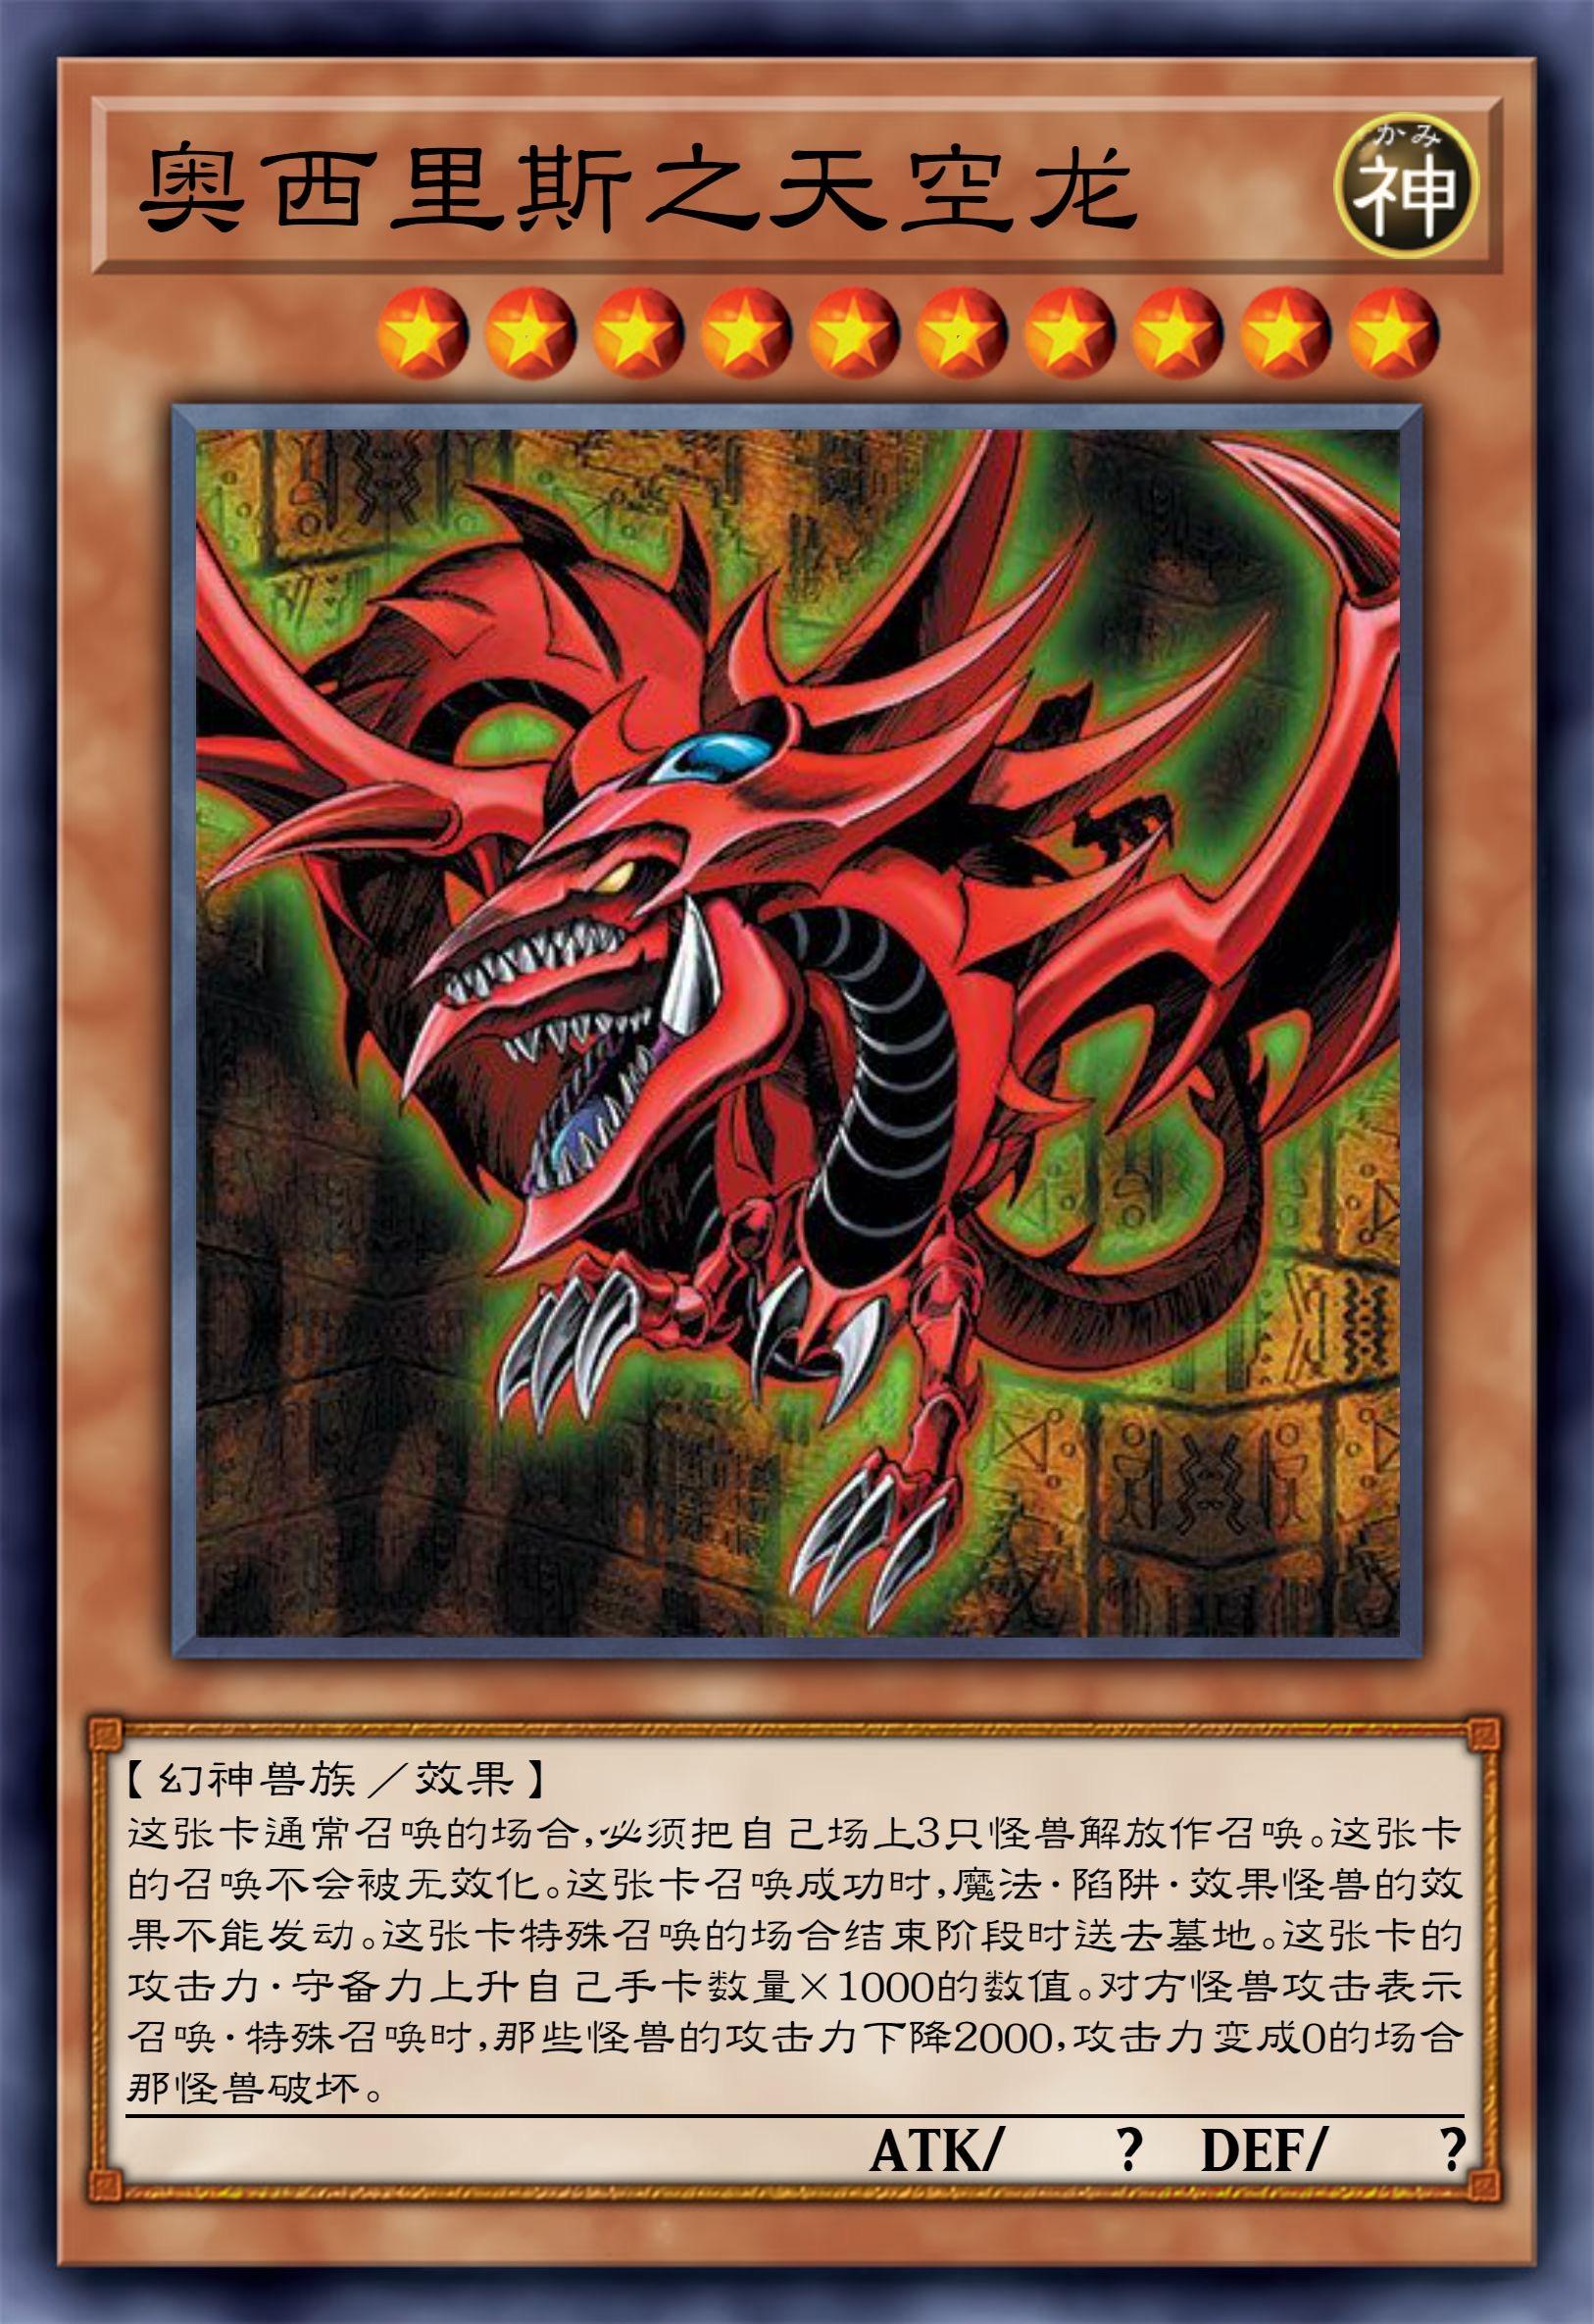 奥西里斯之天空龙
かみ
神
【幻神兽族／效果】
这张卡通常召唤的场合,必须把自己场上3只怪兽解放作召唤。这张卡
的召唤不会被无效化。这张卡召唤成功时,魔法·陷阱·效果怪兽的效
果不能发动。这张卡特殊召唤的场合结束阶段时送去墓地。这张卡的
攻击力·守备力上升自己手卡数量×1000的数值。对方怪兽攻击表示
召唤·特殊召唤时,那些怪兽的攻击力下降2000,攻击力变成0的场合
那怪兽破坏。
ATK/ ? DEF/ ?